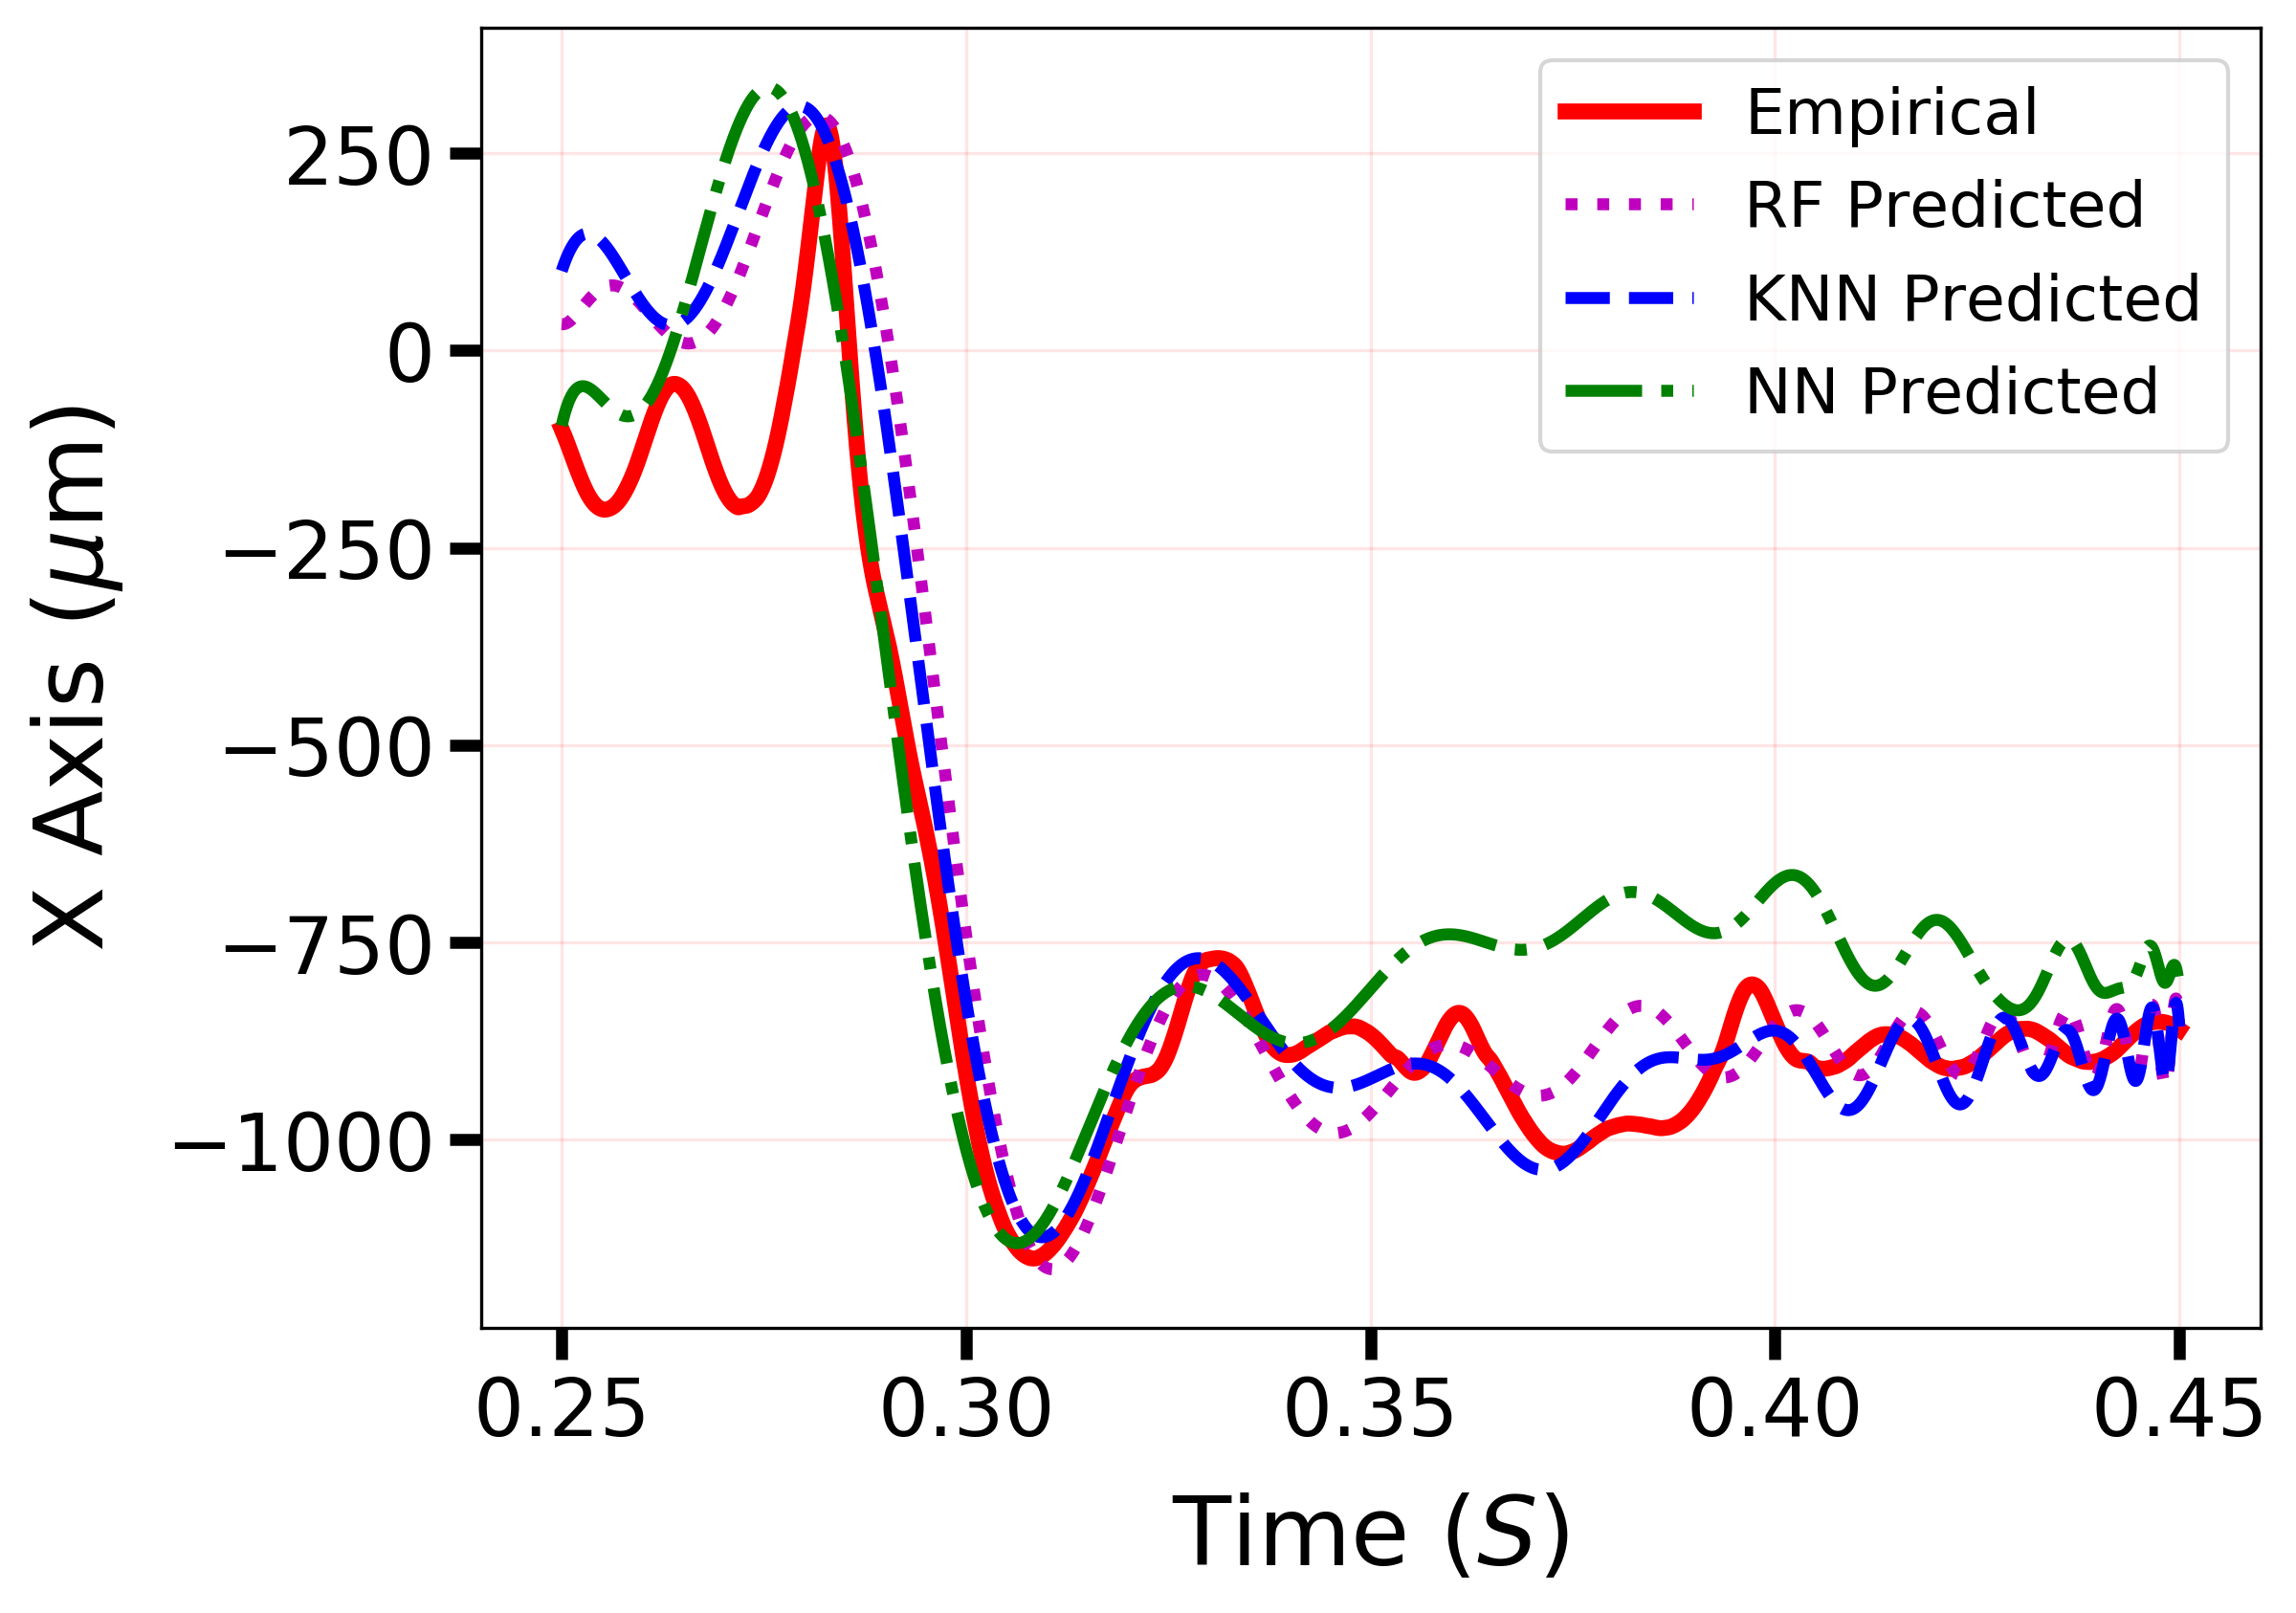 Empirical
RF Predicted
KNN Predicted
NN Predicted
X Axis (μm)
250
0
−250
−500
−750
−1000
0.25 0.30 0.35 0.40 0.45
Time (S)